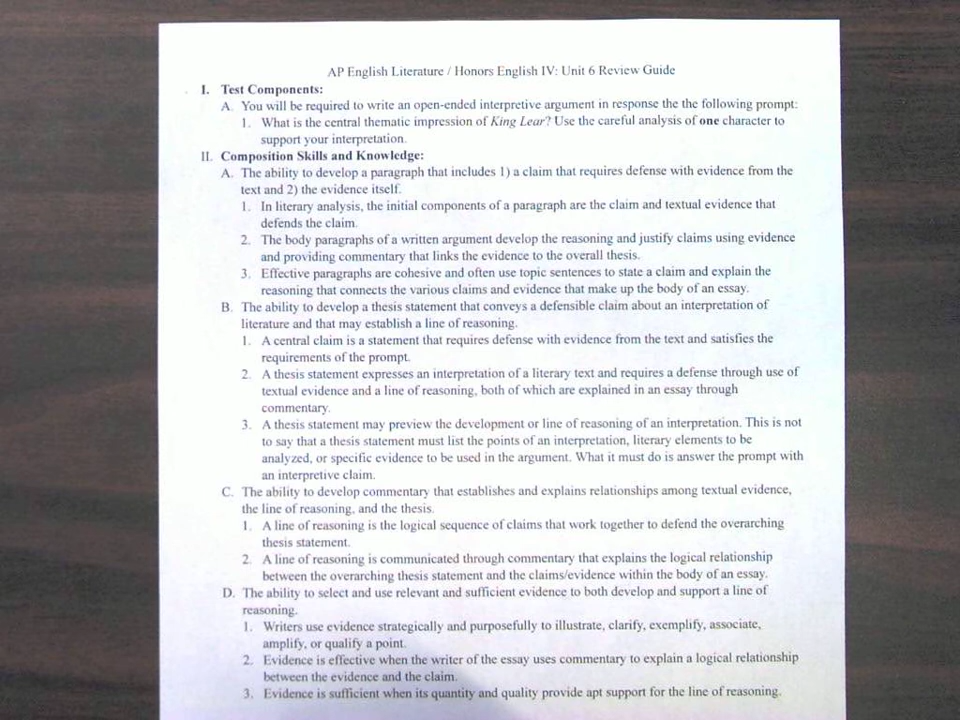 AP English Literature / Honors English IV: Unit 6 Review Guide
I. Test Components:
A. You will be required to write an open-ended interpretive argument in response the the following prompt:
1. What is the central thematic impression of King Lear? Use the careful analysis of one character to
support your interpretation.
II. Composition Skills and Knowledge:
A. The ability to develop a paragraph that includes 1) a claim that requires defense with evidence from the
text and 2) the evidence itself.
1. In literary analysis, the initial components of a paragraph are the claim and textual evidence that
defends the claim.
2. The body paragraphs of a written argument develop the reasoning and justify claims using evidence
and providing commentary that links the evidence to the overall thesis.
3. Effective paragraphs are cohesive and often use topic sentences to state a claim and explain the
reasoning that connects the various claims and evidence that make up the body of an essay.
B. The ability to develop a thesis statement that conveys a defensible claim about an interpretation of
literature and that may establish a line of reasoning.
1. A central claim is a statement that requires defense with evidence from the text and satisfies the
requirements of the prompt.
2. A thesis statement expresses an interpretation of a literary text and requires a defense through use of
textual evidence and a line of reasoning, both of which are explained in an essay through
commentary.
3. A thesis statement may preview the development or line of reasoning of an interpretation. This is not
to say that a thesis statement must list the points of an interpretation, literary elements to be
analyzed, or specific evidence to be used in the argument. What it must do is answer the prompt with
an interpretive claim.
C. The ability to develop commentary that establishes and explains relationships among textual evidence,
the line of reasoning, and the thesis.
1. A line of reasoning is the logical sequence of claims that work together to defend the overarching
thesis statement.
2. A line of reasoning is communicated through commentary that explains the logical relationship
between the overarching thesis statement and the claims/evidence within the body of an essay.
D. The ability to select and use relevant and sufficient evidence to both develop and support a line of
reasoning.
1. Writers use evidence strategically and purposefully to illustrate, clarify, exemplify, associate,
amplify, or qualify a point.
2. Evidence is effective when the writer of the essay uses commentary to explain a logical relationship
between the evidence and the claim.
3. Evidence is sufficient when its quantity and quality provide apt support for the line of reasoning.